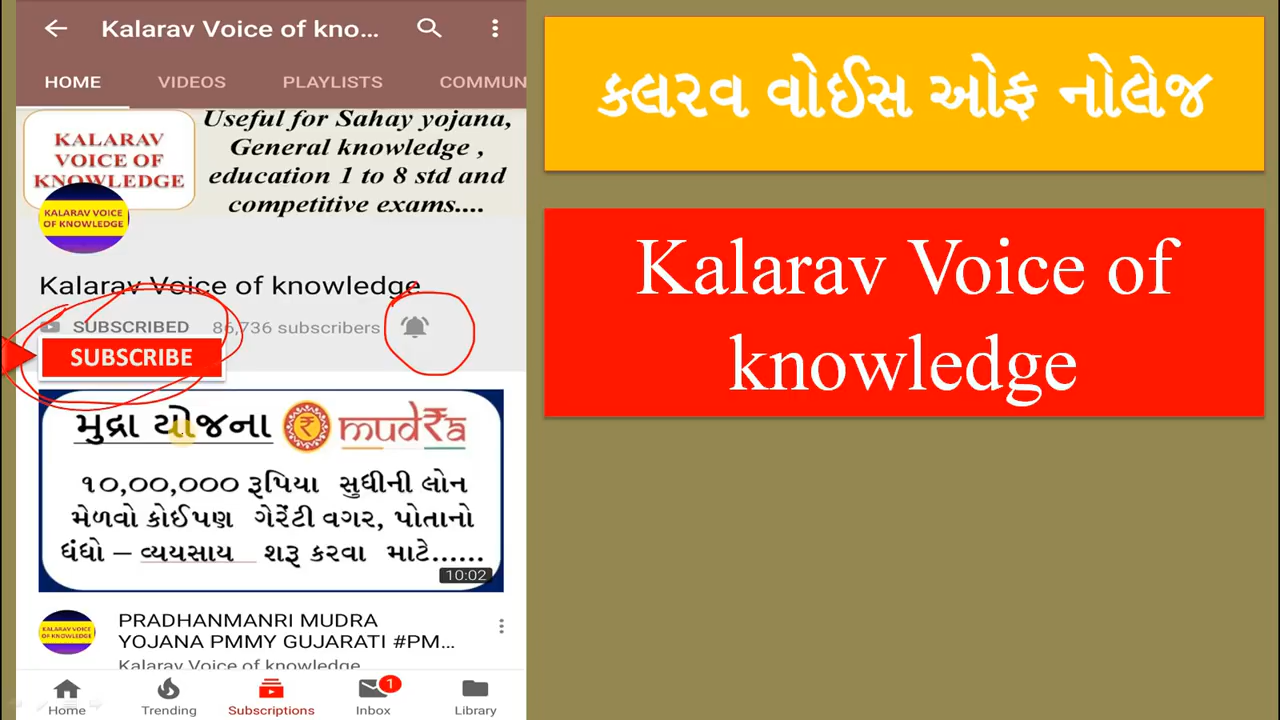 Kalarav Voice of kno...
HOME VIDEOS PLAYLISTS COMMUN
KALARAV
VOICE OF
KNOWLEDGE
Useful for Sahay yojana,
General knowledge ,
education 1 to 8 std and
competitive exams....
KALARAV VOICE
OF KNOWLEDGE
Kalarav Voice of knowledge
SUBSCRIBED 86,736 subscribers
SUBSCRIBE
મુદ્રા યોજના mudra
૧૦,૦૦,૦૦૦ રૂપિયા સુધીની લોન
મેળવો કોઈપણ ગેરેંટી વગર, પોતાનો
ધંધો – વ્યયસાય શરૂ કરવા માટે......
10:02
KALARAV VOICE
OF KNOWLEDGE
PRADHANMANRI MUDRA
YOJANA PMMY GUJARATI #PM...
Kalarav Voice of knowledge
1
Home Trending Subscriptions Inbox Library
કલરવ વોઈસ ઓફ નોલેજ
Kalarav Voice of
knowledge